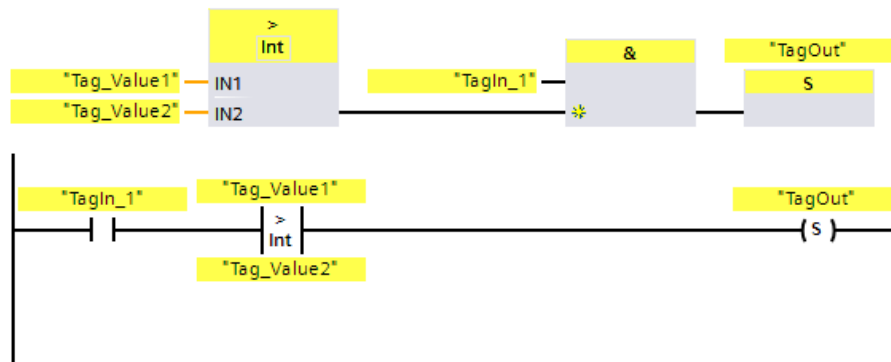 >
Int
&
"TagOut"
"Tag_Value1" IN1
"TagIn_1"
S
"Tag_Value2" IN2
"TagIn_1"
"Tag_Value1"
"TagOut"
>
Int
( S )
"Tag_Value2"